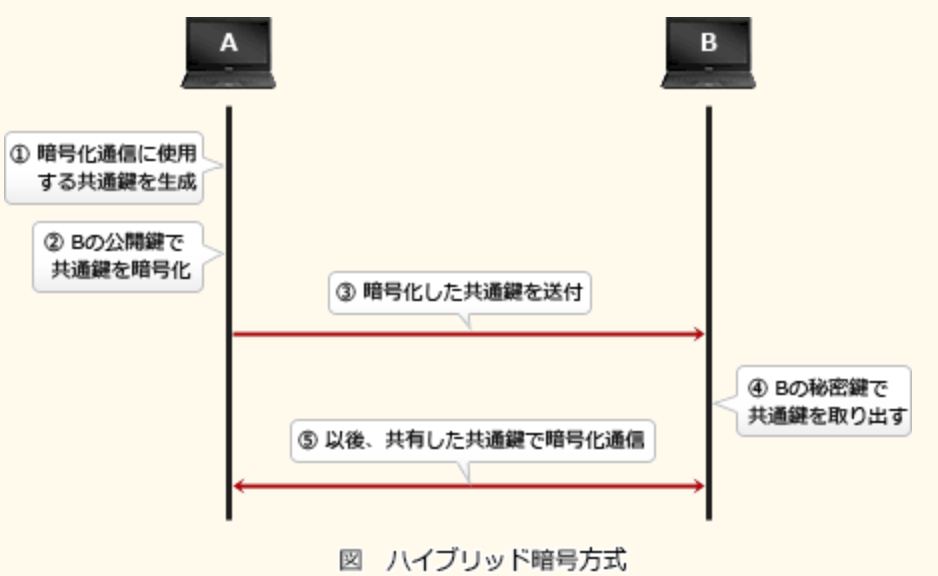 A
B
① 暗号化通信に使用
する共通鍵を生成
② Bの公開鍵で
共通鍵を暗号化
③ 暗号化した共通鍵を送付
④ Bの秘密鍵で
共通鍵を取り出す
⑤ 以後、共有した共通鍵で暗号化通信
図　ハイブリッド暗号方式